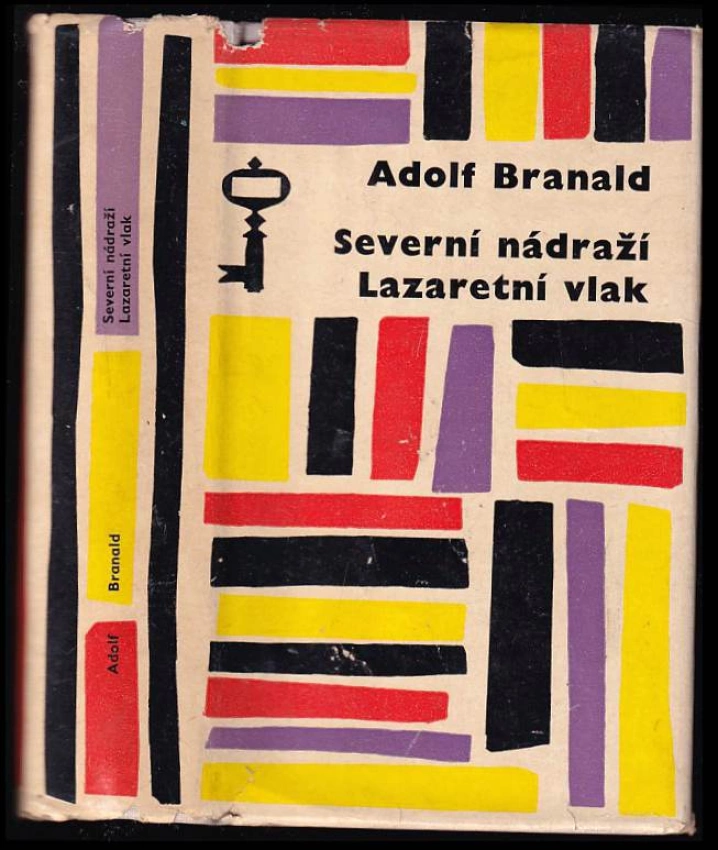 Adolf Branald
Severní nádraží
Lazaretní vlak
Severní nádraží
Lazaretní vlak
Branald
Adolf